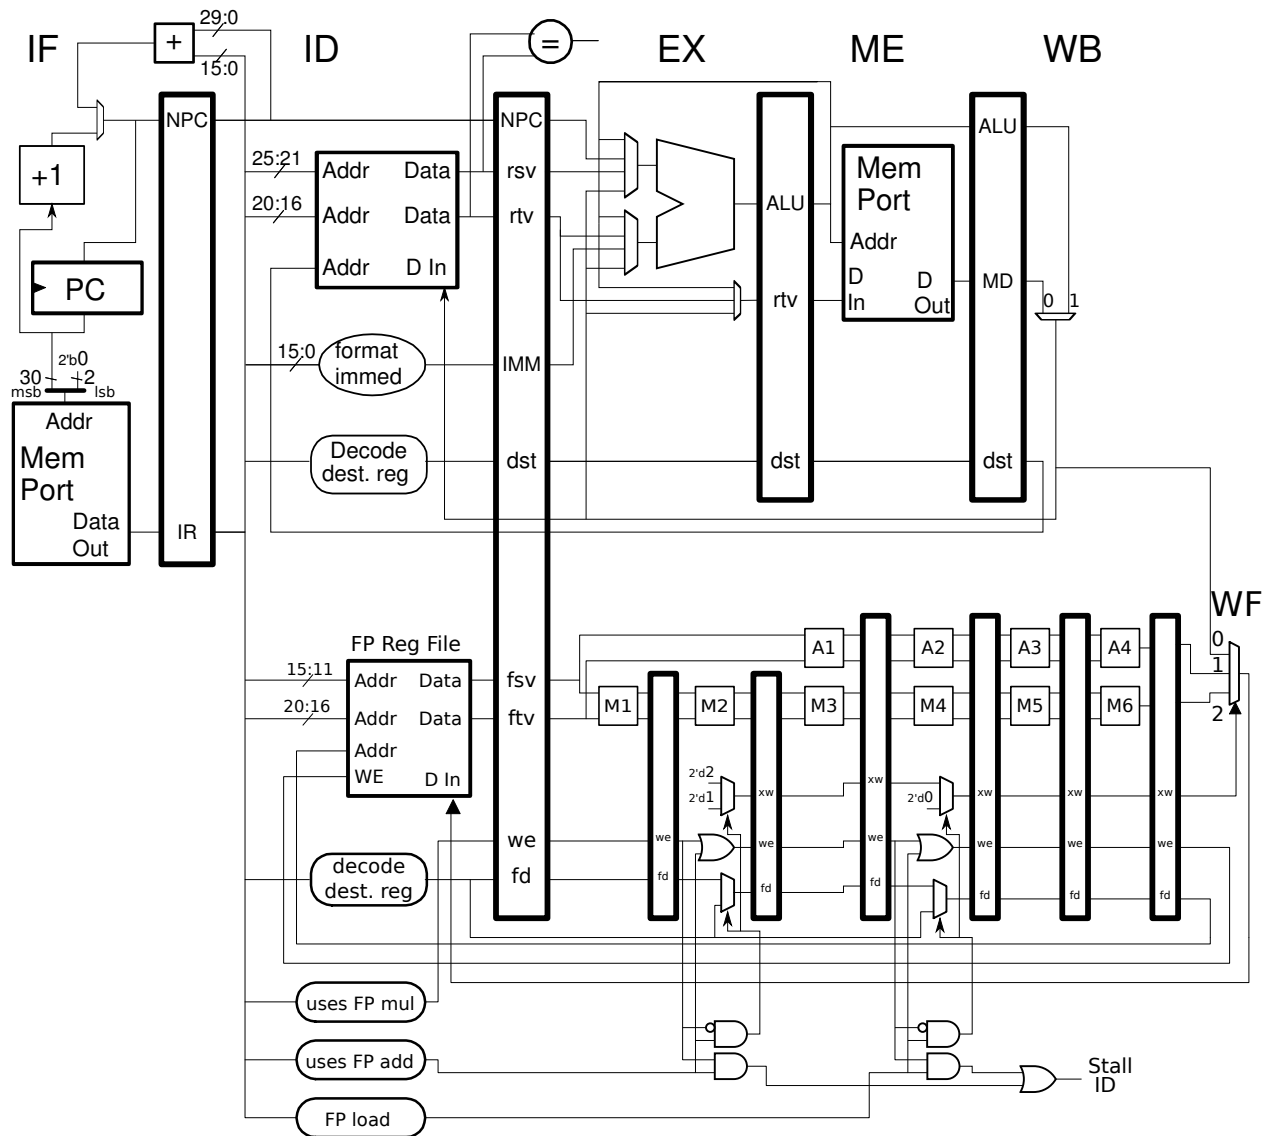 IF
ID
EX
ME
WB
29:0
15:0
+
=
NPC
NPC
ALU
+1
25:21
20:16
Addr
Data
Addr
Data
Addr
D In
rsv
rtv
ALU
Mem
Port
Addr
D
In
D
Out
MD
0 1
PC
rtv
15:0
format
immed
IMM
2'b0
30
2
msb
lsb
Addr
Mem
Port
Data
Out
IR
Decode
dest. reg
dst
dst
dst
WF
FP Reg File
15:11
20:16
Addr
Data
Addr
Data
Addr
WE
D In
fsv
ftv
A1
A2
A3
A4
M1
M2
M3
M4
M5
M6
0
1
2
2'd2
2'd1
xw
xw
2'd0
xw
xw
xw
we
we
we
we
we
we
we
decode
dest. reg
fd
fd
fd
fd
fd
fd
fd
uses FP mul
uses FP add
FP load
Stall
ID